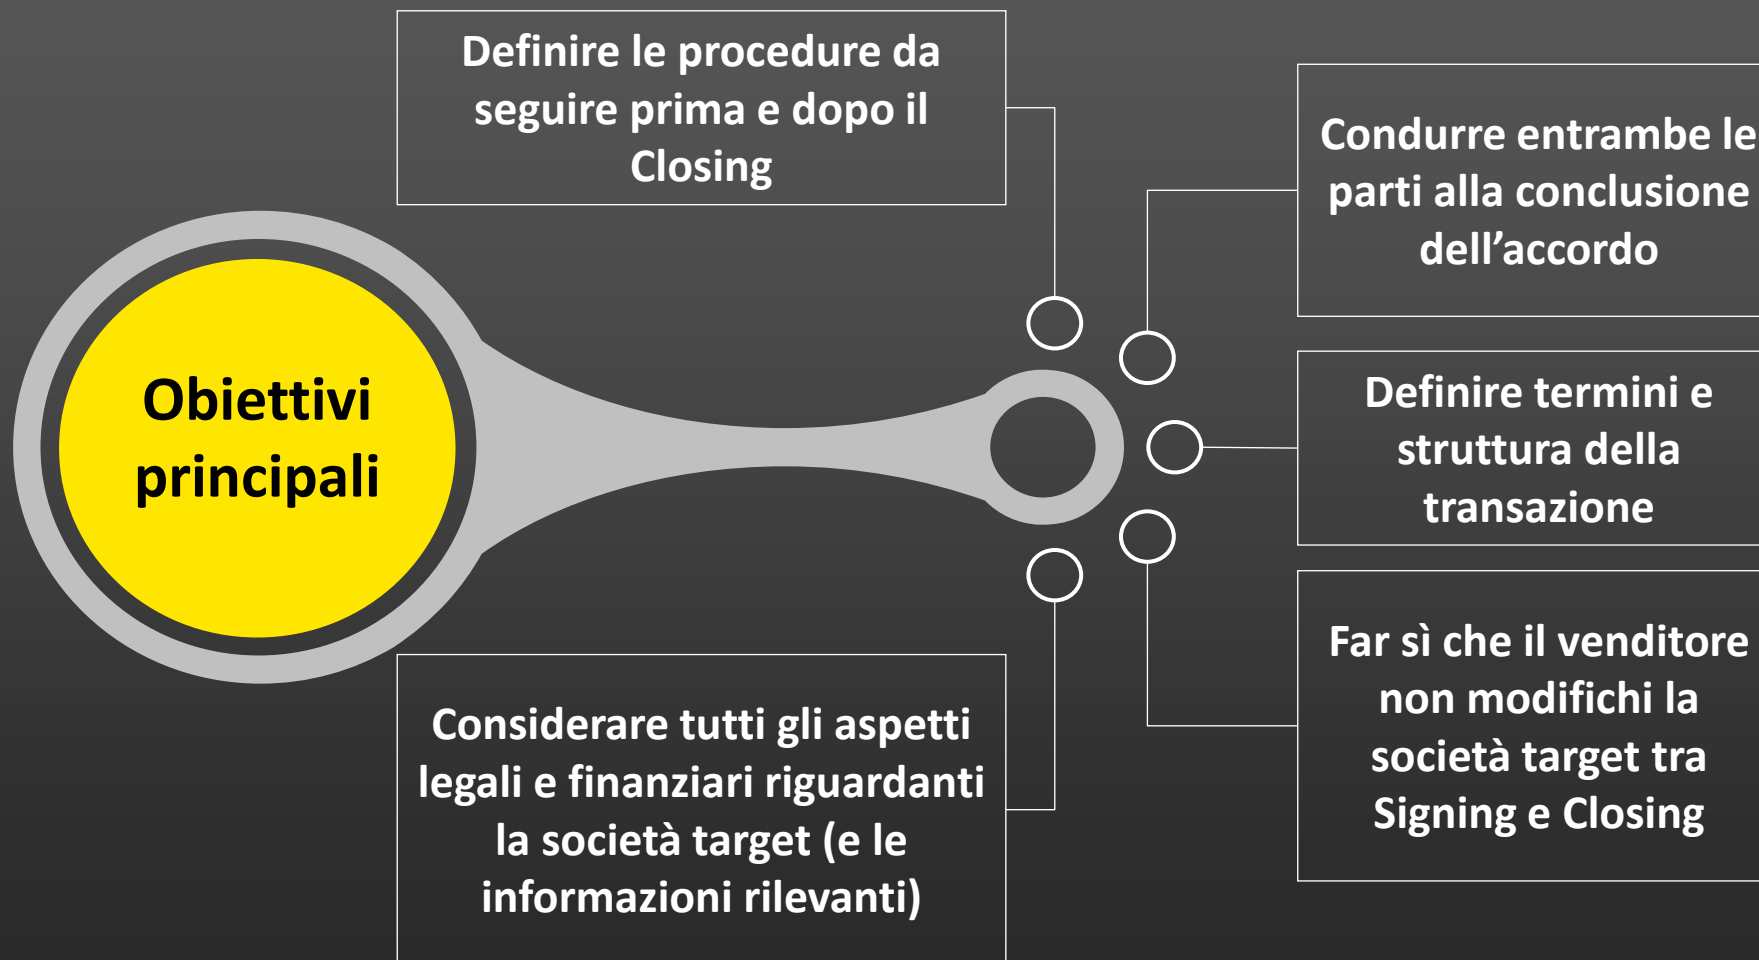 Obiettivi
principali
Definire le procedure da
seguire prima e dopo il
Closing
Condurre entrambe le
parti alla conclusione
dell’accordo
Definire termini e
struttura della
transazione
Far sì che il venditore
non modifichi la
società target tra
Signing e Closing
Considerare tutti gli aspetti
legali e finanziari riguardanti
la società target (e le
informazioni rilevanti)